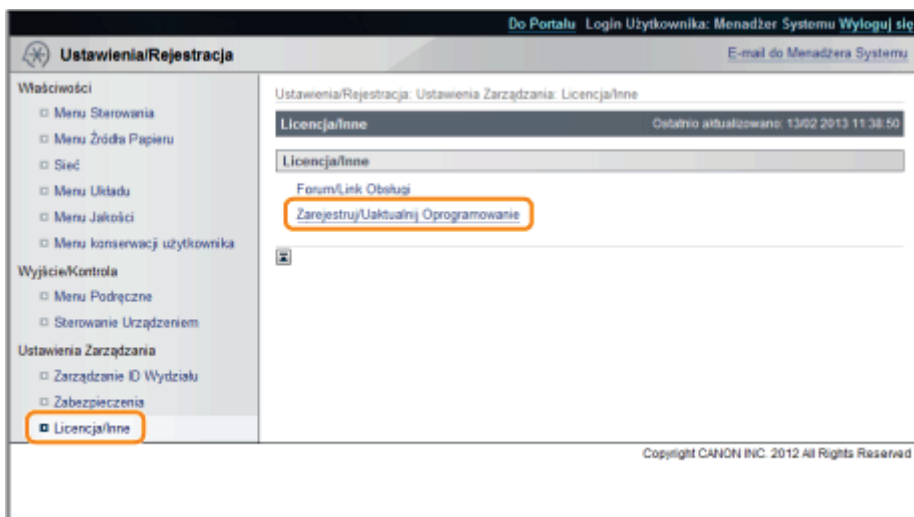 Do Portalu Login Użytkownika: Menadżer Systemu Wyloguj się
Ustawienia/Rejestracja
E-mail do Menadżera Systemu
Właściwości
Menu Sterowania
Menu Źródła Papieru
Sieć
Menu Układu
Menu Jakości
Menu konserwacji użytkownika
Wyjście/Kontrola
Menu Podręczne
Sterowanie Urządzeniem
Ustawienia Zarządzania
Zarządzanie ID Wydziału
Zabezpieczenia
Licencja/Inne
Ustawienia/Rejestracja: Ustawienia Zarządzania: Licencja/Inne
Licencja/Inne
Ostatnio aktualizowano: 13/02 2013 11:38:50
Licencja/Inne
Forum/Link Obsługi
Zarejestruj/Uaktualnij Oprogramowanie
Copyright CANON INC. 2012 All Rights Reserved